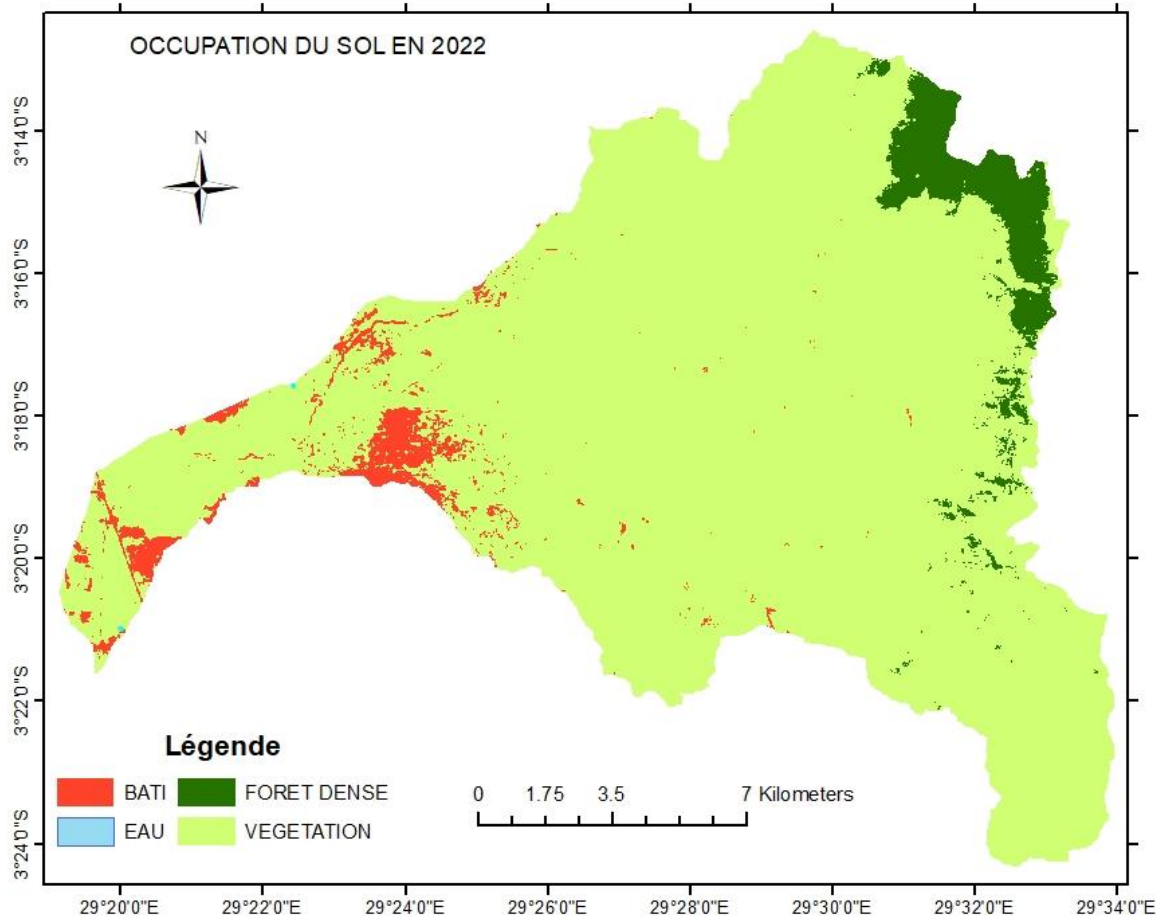 OCCUPATION DU SOL EN 2022
N
3°14'0"S
3°16'0"S
3°18'0"S
3°20'0"S
3°22'0"S
3°24'0"S
Légende
BATI
FORET DENSE
EAU
VEGETATION
0 1.75 3.5 7 Kilometers
29°20'0"E 29°22'0"E 29°24'0"E 29°26'0"E 29°28'0"E 29°30'0"E 29°32'0"E 29°34'0"E